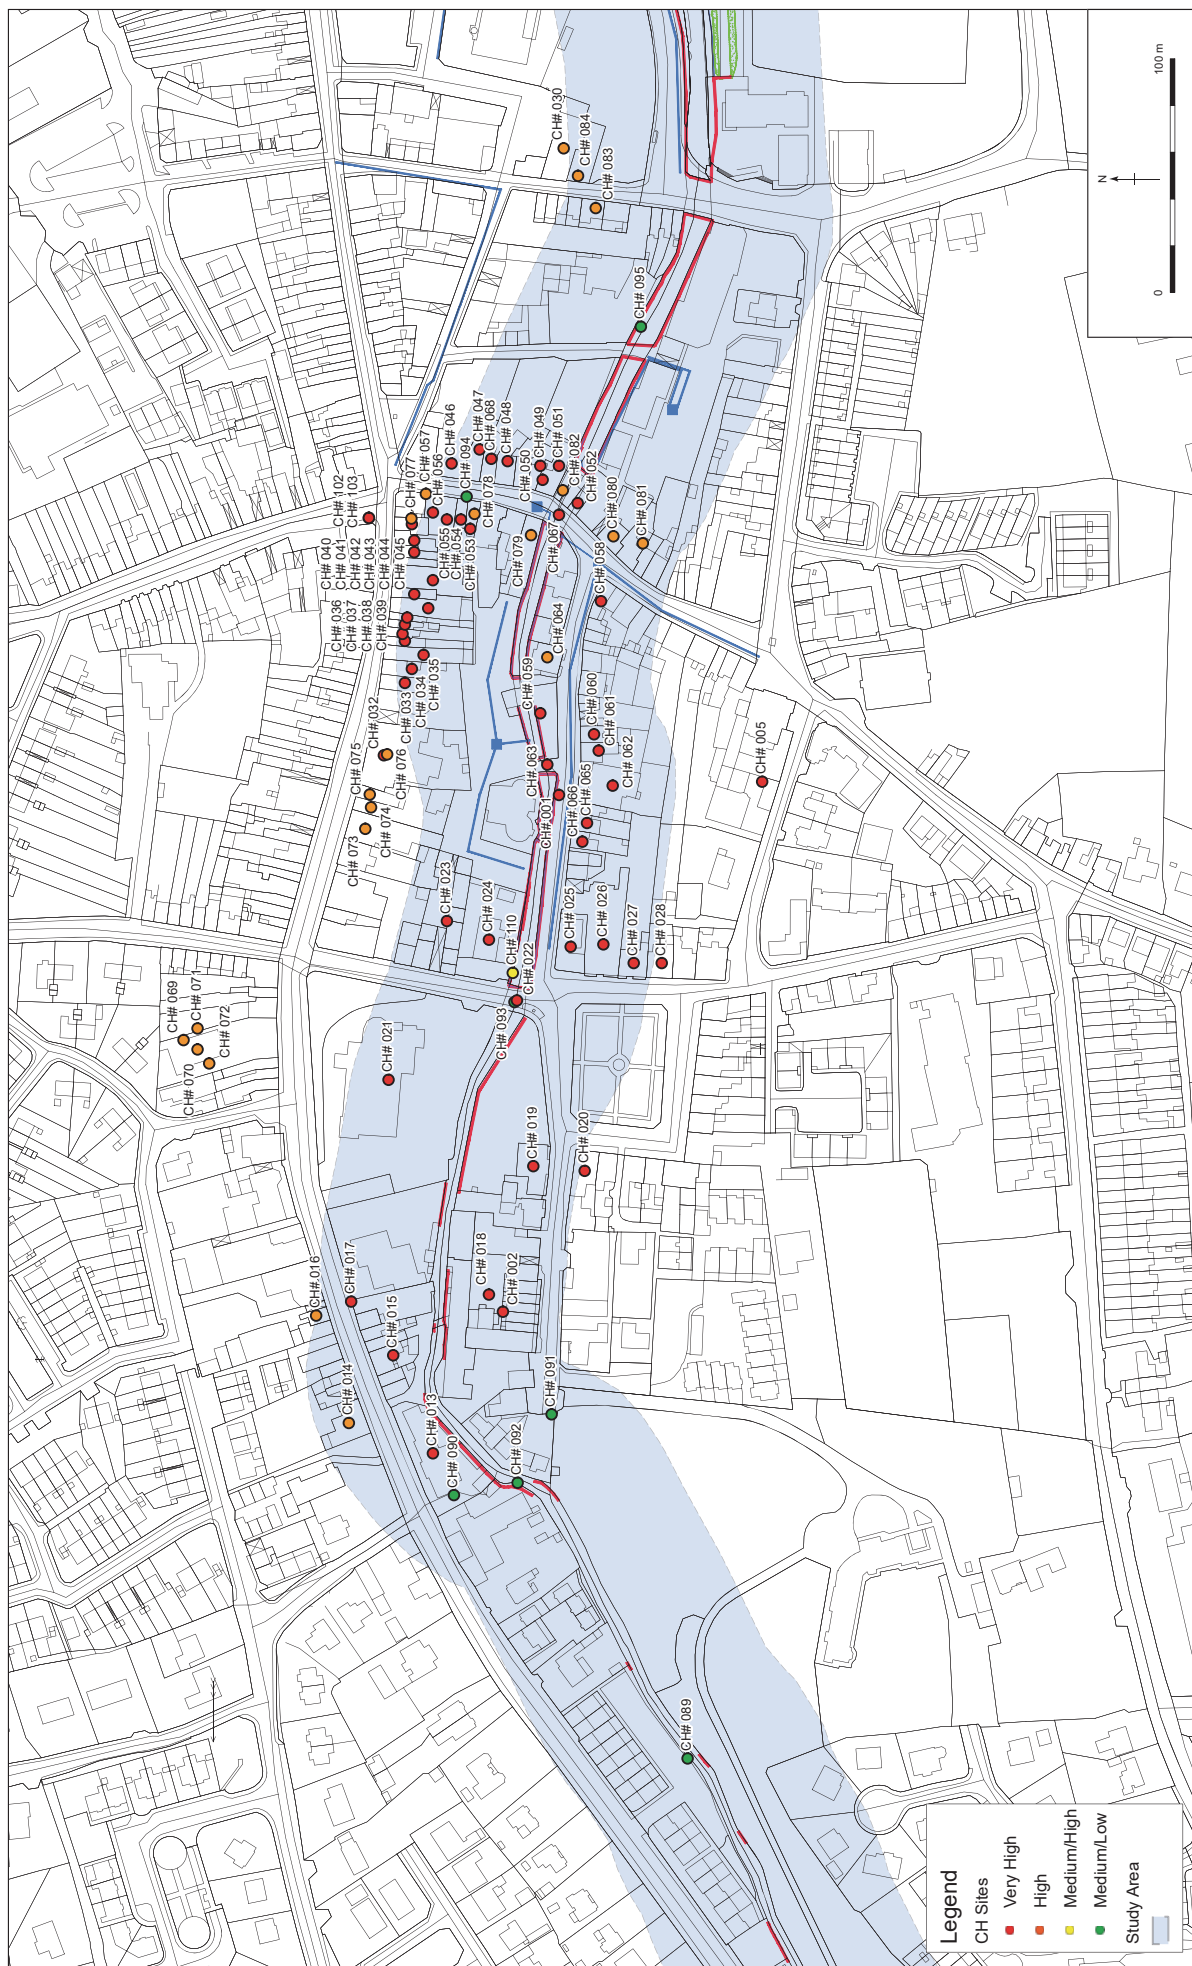 CH# 030
CH# 084
CH# 083
CH# 095
CH# 102
CH# 103
CH# 040
CH# 041
CH# 042
CH# 043
CH# 044
CH# 045
CH# 036
CH# 037
CH# 038
CH# 039
CH# 077
CH# 057
CH# 056
CH# 046
CH# 094
CH# 047
CH# 068
CH# 048
CH# 078
CH# 055
CH# 054
CH# 053
CH# 050
CH# 049
CH# 051
CH# 082
CH# 052
CH# 079
CH# 067
CH# 080
CH# 081
CH# 058
CH# 064
CH# 059
CH# 033
CH# 034
CH# 035
CH# 032
CH# 075
CH# 076
CH# 074
CH# 073
CH# 063
CH# 001
CH# 060
CH# 061
CH# 062
CH# 065
CH# 066
CH# 005
CH# 023
CH# 024
CH# 110
CH# 022
CH# 093
CH# 025
CH# 026
CH# 027
CH# 028
CH# 069
CH# 071
CH# 070
CH# 072
CH# 021
CH# 019
CH# 020
CH# 018
CH# 002
CH# 016
CH# 017
CH# 015
CH# 014
CH# 013
CH# 090
CH# 092
CH# 091
CH# 089
N
0
100 m
Legend
CH Sites
Very High
High
Medium/High
Medium/Low
Study Area